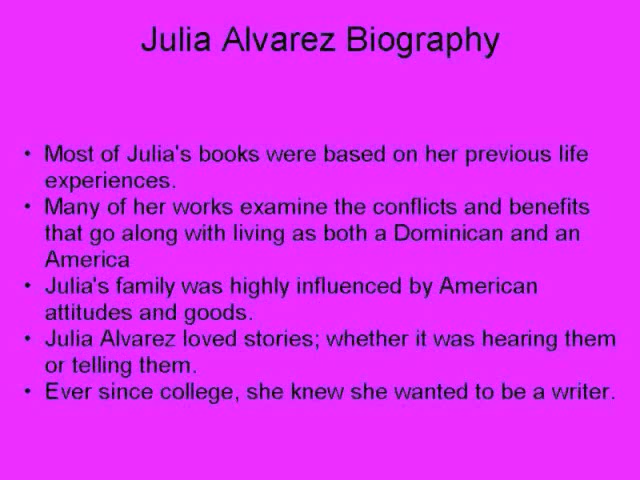 Julia Alvarez Biography
• Most of Julia's books were based on her previous life
experiences.
• Many of her works examine the conflicts and benefits
that go along with living as both a Dominican and an
America
• Julia's family was highly influenced by American
attitudes and goods.
• Julia Alvarez loved stories; whether it was hearing them
or telling them.
• Ever since college, she knew she wanted to be a writer.